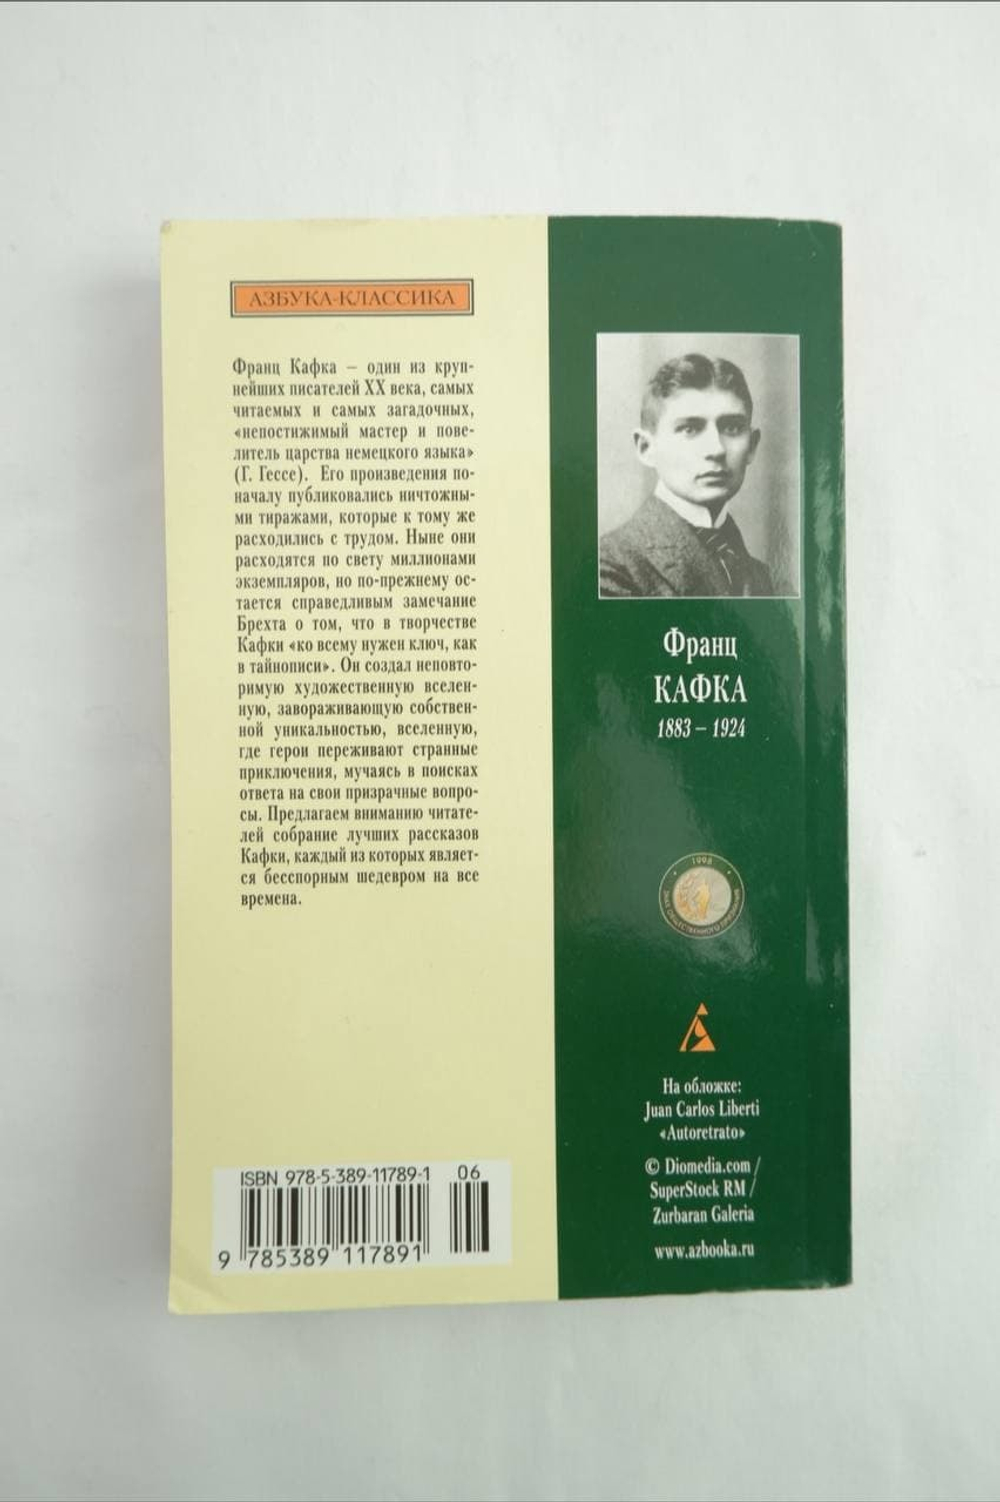 АЗБУКА-КЛАССИКА
Франц Кафка – один из круп-
нейших писателей XX века, самых
читаемых и самых загадочных,
«непостижимый мастер и пове-
литель царства немецкого языка»
(Г. Гессе). Его произведения по-
началу публиковались ничтожны-
ми тиражами, которые к тому же
расходились с трудом. Ныне они
расходятся по свету миллионами
экземпляров, но по-прежнему ос-
тается справедливым замечание
Брехта о том, что в творчестве
Кафки «ко всему нужен ключ, как
в тайнописи». Он создал неповто-
римую художественную вселен-
ную, завораживающую собствен-
ной уникальностью, вселенную,
где герои переживают странные
приключения, мучаясь в поисках
ответа на свои призрачные вопро-
сы. Предлагаем вниманию читате-
лей собрание лучших рассказов
Кафки, каждый из которых являет-
ся бесспорным шедевром на все
времена.
ISBN 978-5-389-11789-1 06
9 785389 117891
Франц
КАФКА
1883 – 1924
1998
ЗНАК ОБЩЕСТВЕННОГО ПРИЗНАНИЯ
На обложке:
Juan Carlos Liberti
«Autoretrato»
© Diomedia.com /
SuperStock RM /
Zurbaran Galeria
www.azbooka.ru